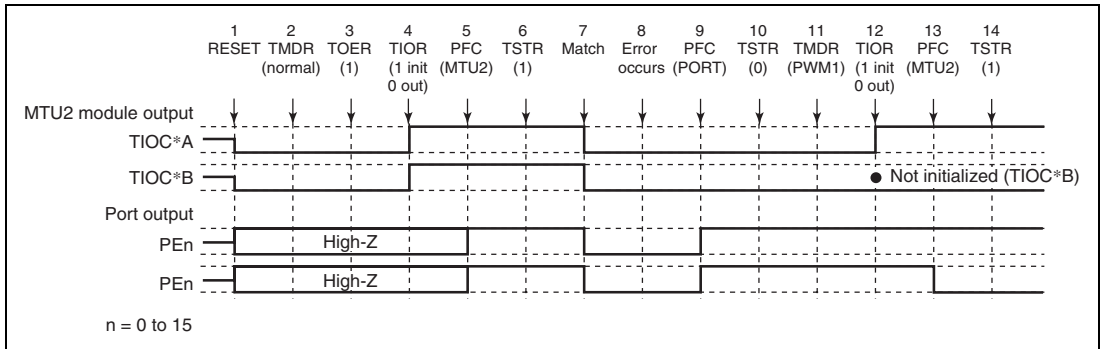 1 2 3 4 5 6 7 8 9 10 11 12 13 14
RESET TMDR TOER TIOR PFC TSTR Match Error PFC TSTR TMDR TIOR PFC TSTR
(normal) (1) (1 init (MTU2) (1) occurs (PORT) (0) (PWM1) (1 init (MTU2) (1)
0 out) 0 out)
MTU2 module output
TIOC*A
TIOC*B
● Not initialized (TIOC*B)
Port output
PEn High-Z
PEn High-Z
n = 0 to 15